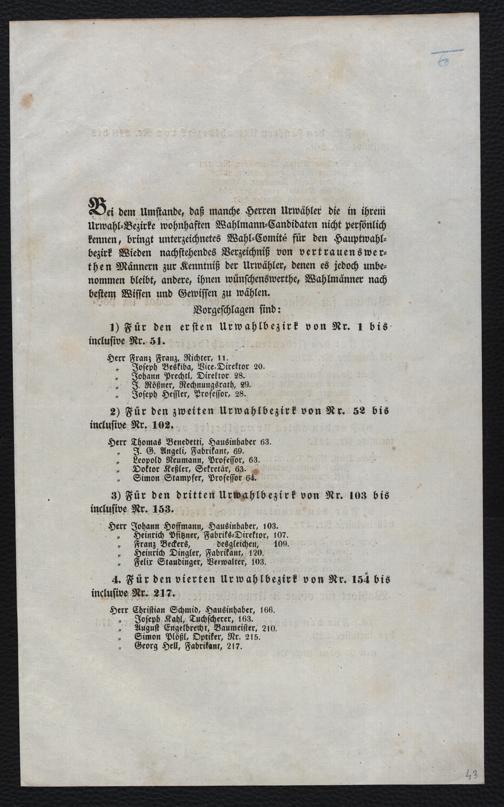 60
Bei dem Umstande, daß manche Herren Urwähler die in ihrem
Urwahl-Bezirke wohnhaften Wahlmann-Candidaten nicht persönlich
kennen, bringt unterzeichnetes Wahl-Comité für den Hauptwahl-
bezirk Wieden nachstehendes Verzeichniß von vertrauenswer-
then Männern zur Kenntniß der Urwähler, denen es jedoch unbe-
nommen bleibt, andere, ihnen wünschenswerthe, Wahlmänner nach
bestem Wissen und Gewissen zu wählen.
Vorgeschlagen sind:
1) Für den ersten Urwahlbezirk von Nr. 1 bis
inclusive Nr. 51.
Herr Franz Franz, Richter, 11.
„ Joseph Beskiba, Vice-Direktor 20.
„ Johann Prechtl, Direktor 28.
„ J. Rößner, Rechnungsrath, 29.
„ Joseph Hessler, Professor, 28.
2) Für den zweiten Urwahlbezirk von Nr. 52 bis
inclusive Nr. 102.
Herr Thomas Benedetti, Hausinhaber 63.
„ J. G. Angeli, Fabrikant, 69.
„ Leopold Neumann, Professor, 63.
„ Doktor Keßler, Sekretär, 63.
„ Simon Stampfer, Professor 64.
3) Für den dritten Urwahlbezirk von Nr. 103 bis
inclusive Nr. 153.
Herr Johann Hoffmann, Hausinhaber, 103.
„ Heinrich Pfitzner, Fabriks-Direktor, 107.
„ Franz Beckers, desgleichen, 109.
„ Heinrich Dingler, Fabrikant, 120.
„ Felix Staudinger, Verwalter, 103.
4. Für den vierten Urwahlbezirk von Nr. 154 bis
inclusive Nr. 217.
Herr Christian Schmid, Hausinhaber, 166.
„ Joseph Kahl, Tuchscherer, 163.
„ August Engelbrecht, Baumeister, 210.
„ Simon Plößl, Optiker, Nr. 215.
„ Georg Hell, Fabrikant, 217.
43